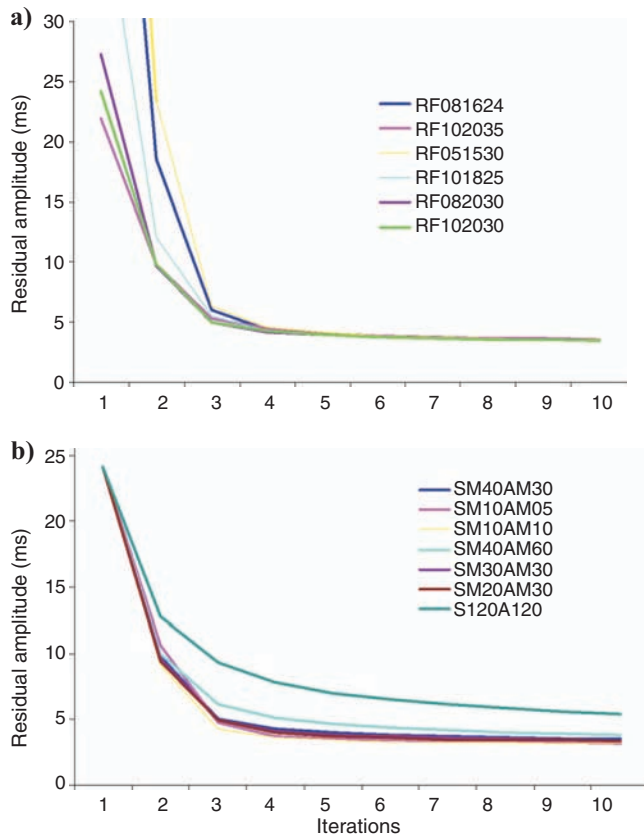 a)
30
25
20
15
10
5
0
Residual amplitude (ms)
RF081624
RF102035
RF051530
RF101825
RF082030
RF102030
1 2 3 4 5 6 7 8 9 10
b)
25
20
15
10
5
0
Residual amplitude (ms)
SM40AM30
SM10AM05
SM10AM10
SM40AM60
SM30AM30
SM20AM30
S120A120
1 2 3 4 5 6 7 8 9 10
Iterations